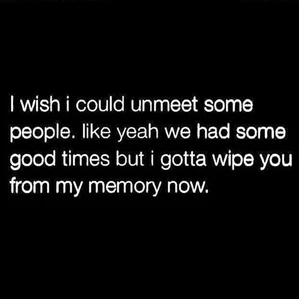 I wish i could unmeet some
people. like yeah we had some
good times but i gotta wipe you
from my memory now.